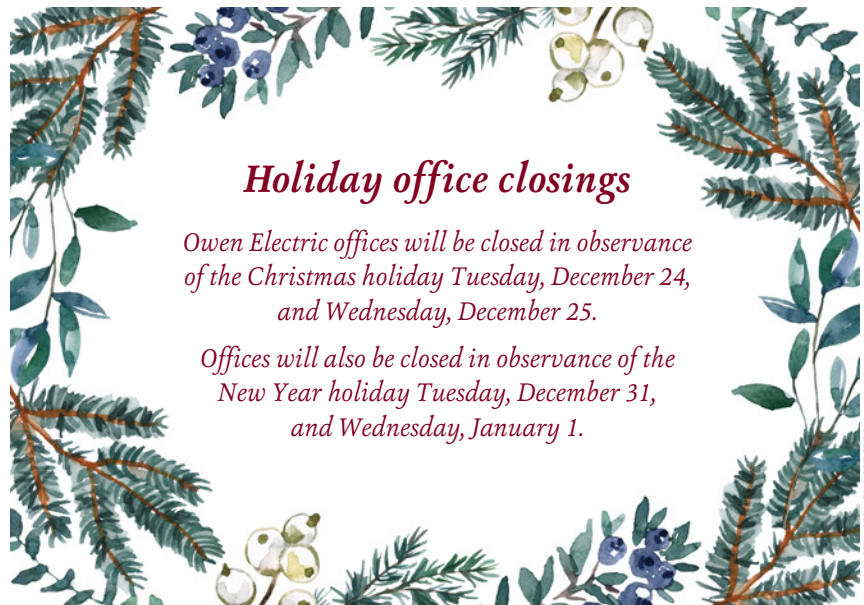 Holiday office closings
Owen Electric offices will be closed in observance
of the Christmas holiday Tuesday, December 24,
and Wednesday, December 25.
Offices will also be closed in observance of the
New Year holiday Tuesday, December 31,
and Wednesday, January 1.